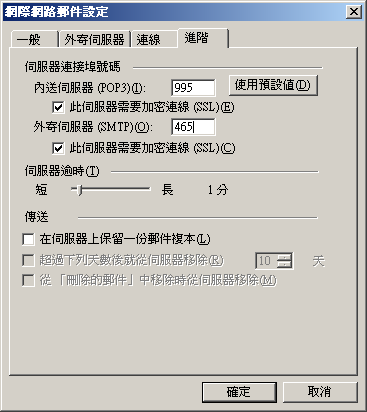 網際網路郵件設定
一般 外寄伺服器 連線 進階
伺服器連接埠號碼
內送伺服器 (POP3)(I): 995 使用預設值(D)
此伺服器需要加密連線 (SSL)(E)
外寄伺服器 (SMTP)(O): 465
此伺服器需要加密連線 (SSL)(C)
伺服器逾時(T)
短 長 1 分
傳送
在伺服器上保留一份郵件複本(L)
超過下列天數後就從伺服器移除(R) 10 天
從「刪除的郵件」中移除時從伺服器移除(M)
確定 取消